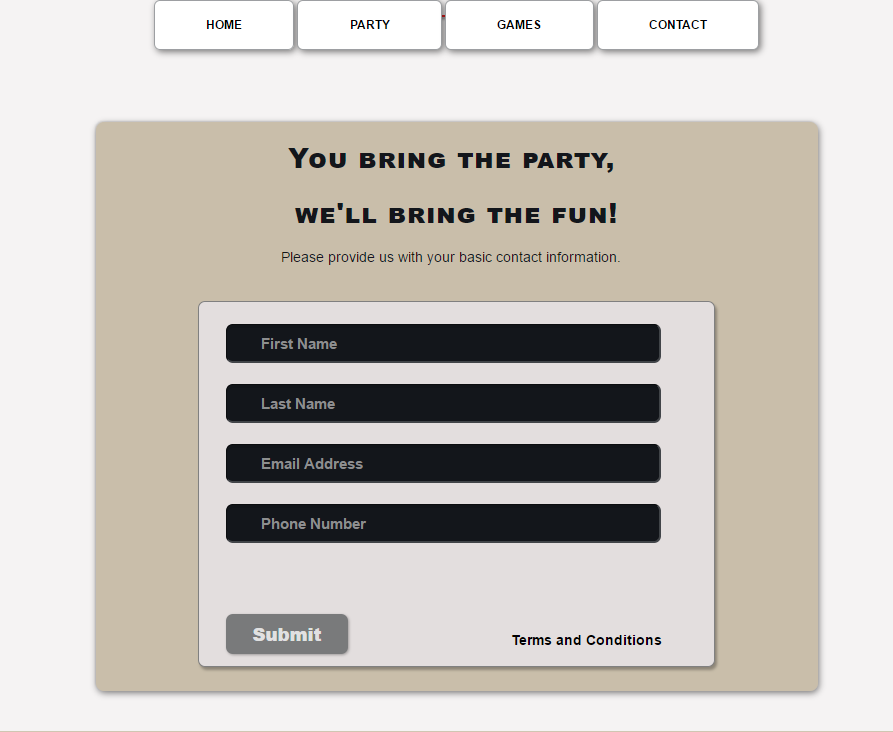 HOME PARTY GAMES CONTACT
You bring the party,
we'll bring the fun!
Please provide us with your basic contact information.
First Name
Last Name
Email Address
Phone Number
Submit
Terms and Conditions